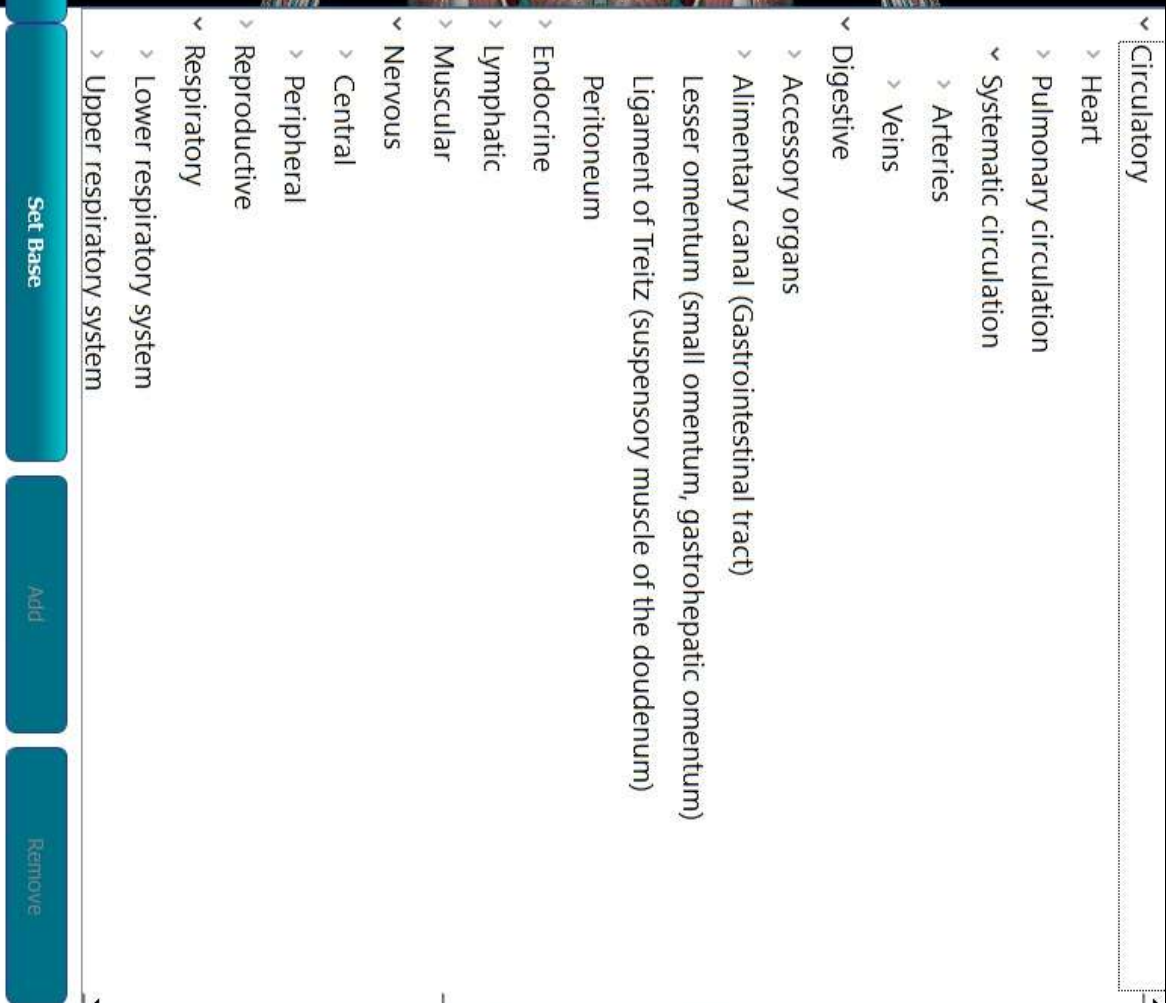 Circulatory
Heart
Pulmonary circulation
Systematic circulation
Arteries
Veins
Digestive
Accessory organs
Alimentary canal (Gastrointestinal tract)
Lesser omentum (small omentum, gastrohepatic omentum)
Ligament of Treitz (suspensory muscle of the doudenum)
Peritoneum
Endocrine
Lymphatic
Muscular
Nervous
Central
Peripheral
Reproductive
Respiratory
Lower respiratory system
Upper respiratory system
Set Base
Add
Remove